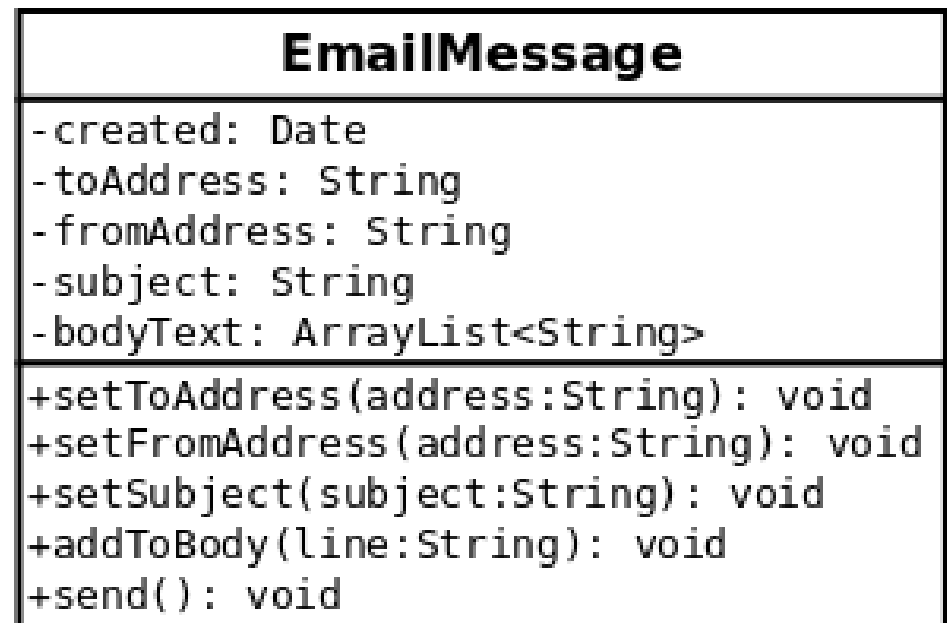 EmailMessage
-created: Date
-toAddress: String
-fromAddress: String
-subject: String
-bodyText: ArrayList<String>
+setToAddress(address:String): void
+setFromAddress(address:String): void
+setSubject(subject:String): void
+addToBody(line:String): void
+send(): void